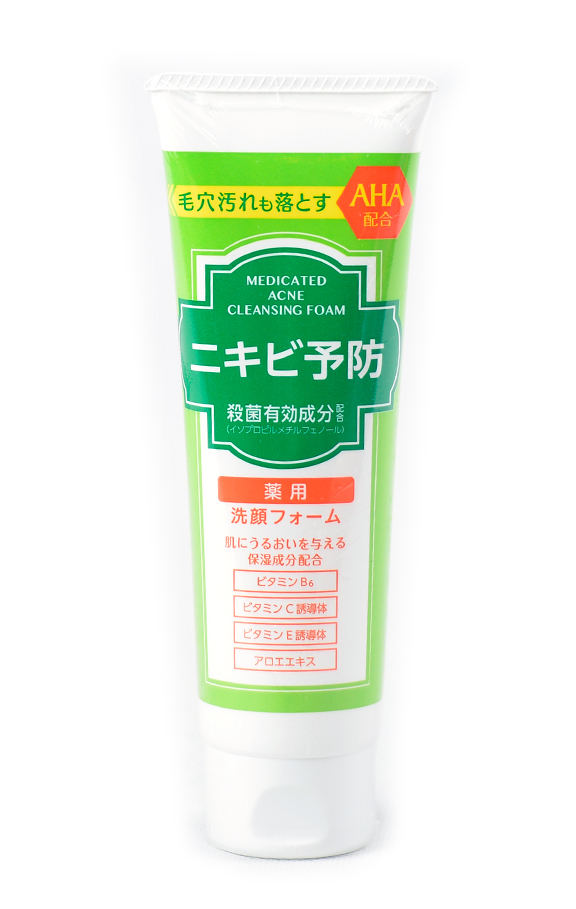 毛穴汚れも落とす
AHA
配合
MEDICATED
ACNE
CLEANSING FOAM
ニキビ予防
殺菌有効成分配合
(イソプロピルメチルフェノール)
薬用
洗顔フォーム
肌にうるおいを与える
保湿成分配合
ビタミン B₆
ビタミン C 誘導体
ビタミン E 誘導体
アロエエキス